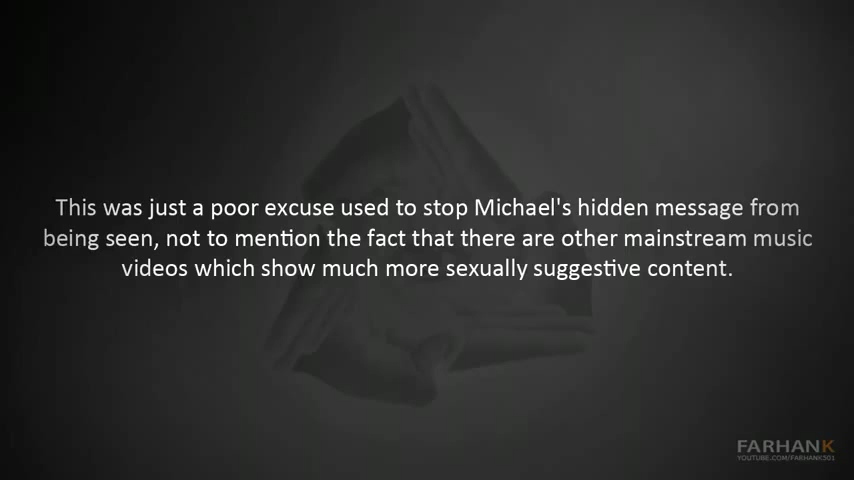 This was just a poor excuse used to stop Michael's hidden message from
being seen, not to mention the fact that there are other mainstream music
videos which show much more sexually suggestive content.
FARHANK
YOUTUBE.COM/FARHANK501